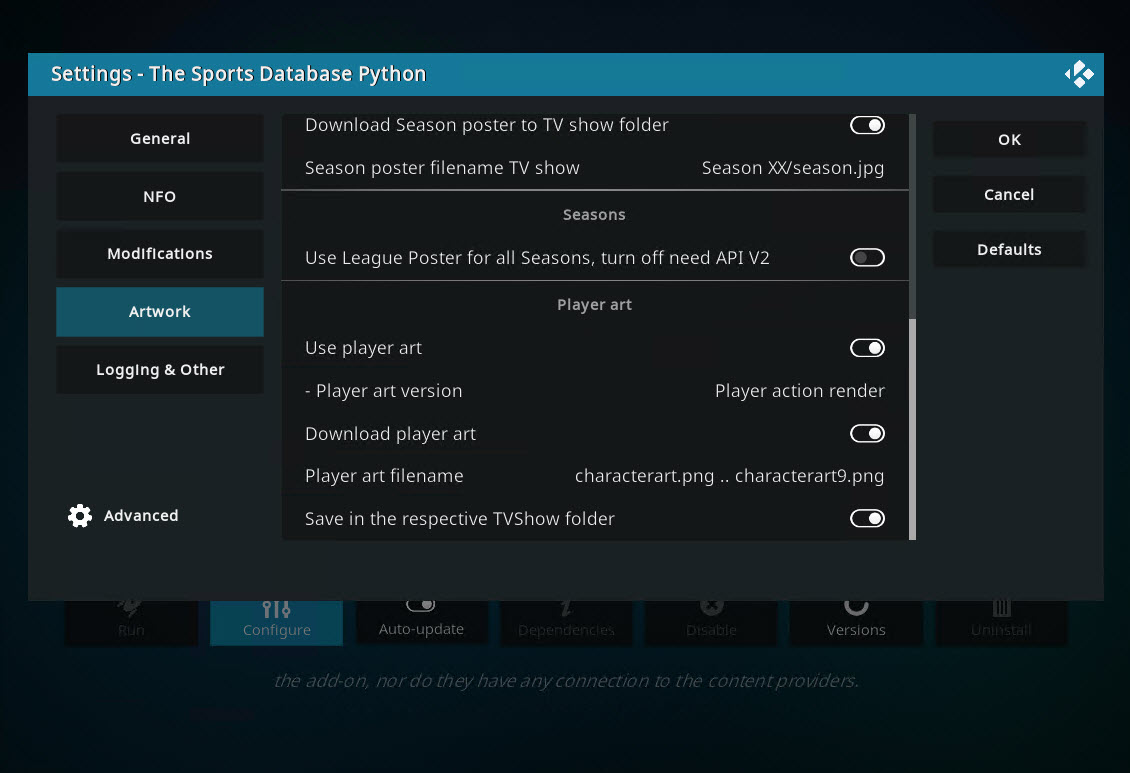 Settings - The Sports Database Python
General
NFO
Modifications
Artwork
Logging & Other
Advanced
Download Season poster to TV show folder
Season poster filename TV show Season XX/season.jpg
Seasons
Use League Poster for all Seasons, turn off need API V2
Player art
Use player art
- Player art version Player action render
Download player art
Player art filename characterart.png .. characterart9.png
Save in the respective TVShow folder
OK
Cancel
Defaults
Run Configure Auto-update Dependencies Disable Versions Uninstall
the add-on, nor do they have any connection to the content providers.